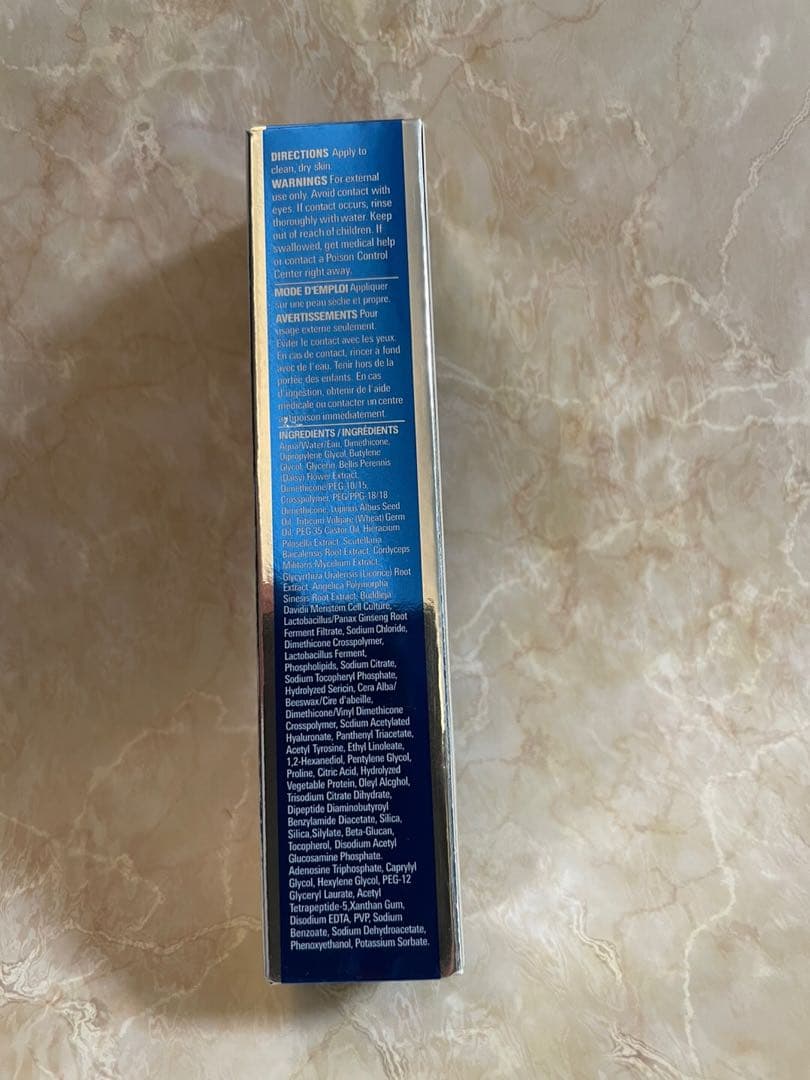 DIRECTIONS Apply to
clean, dry skin.
WARNINGS For external
use only. Avoid contact with
eyes. If contact occurs, rinse
thoroughly with water. Keep
out of reach of children. If
swallowed, get medical help
or contact a Poison Control
Center right away.
MODE D'EMPLOI Appliquer
sur une peau sèche et propre.
AVERTISSEMENTS Pour
usage externe seulement.
Éviter le contact avec les yeux.
En cas de contact, rincer à fond
avec de l'eau. Tenir hors de la
portée des enfants. En cas
d'ingestion, obtenir de l'aide
médicale ou contacter un centre
antipoison immédiatement.
INGREDIENTS / INGRÉDIENTS
Aqua/Water/Eau, Dimethicone,
Dipropylene Glycol, Butylene
Glycol, Glycerin, Bellis Perennis
(Daisy) Flower Extract,
Dimethicone/PEG-10/15,
Crosspolymer, PEG/PPG-18/18
Dimethicone, Lupinus Albus Seed
Oil, Triticum Vulgare (Wheat) Germ
Oil, PEG-35 Castor Oil, Hieracium
Pilosella Extract, Scutellaria
Baicalensis Root Extract, Cordyceps
Militaris Mycelium Extract,
Glycyrrhiza Uralensis (Licorice) Root
Extract, Angelica Polymorpha
Sinesis Root Extract, Buddleja
Davidii Meristem Cell Culture,
Lactobacillus/Panax Ginseng Root
Ferment Filtrate, Sodium Chloride,
Dimethicone Crosspolymer,
Lactobacillus Ferment,
Phospholipids, Sodium Citrate,
Sodium Tocopheryl Phosphate,
Hydrolyzed Sericin, Cera Alba/
Beeswax/Cire d'abeille,
Dimethicone/Vinyl Dimethicone
Crosspolymer, Sodium Acetylated
Hyaluronate, Panthenyl Triacetate,
Acetyl Tyrosine, Ethyl Linoleate,
1,2-Hexanediol, Pentylene Glycol,
Proline, Citric Acid, Hydrolyzed
Vegetable Protein, Oleyl Alcghol,
Trisodium Citrate Dihydrate,
Dipeptide Diaminobutyroyl
Benzylamide Diacetate, Silica,
Silica,Silylate, Beta-Glucan,
Tocopherol, Disodium Acetyl
Glucosamine Phosphate.
Adenosine Triphosphate, Caprylyl
Glycol, Hexylene Glycol, PEG-12
Glyceryl Laurate, Acetyl
Tetrapeptide-5,Xanthan Gum,
Disodium EDTA, PVP, Sodium
Benzoate, Sodium Dehydroacetate,
Phenoxyethanol, Potassium Sorbate.